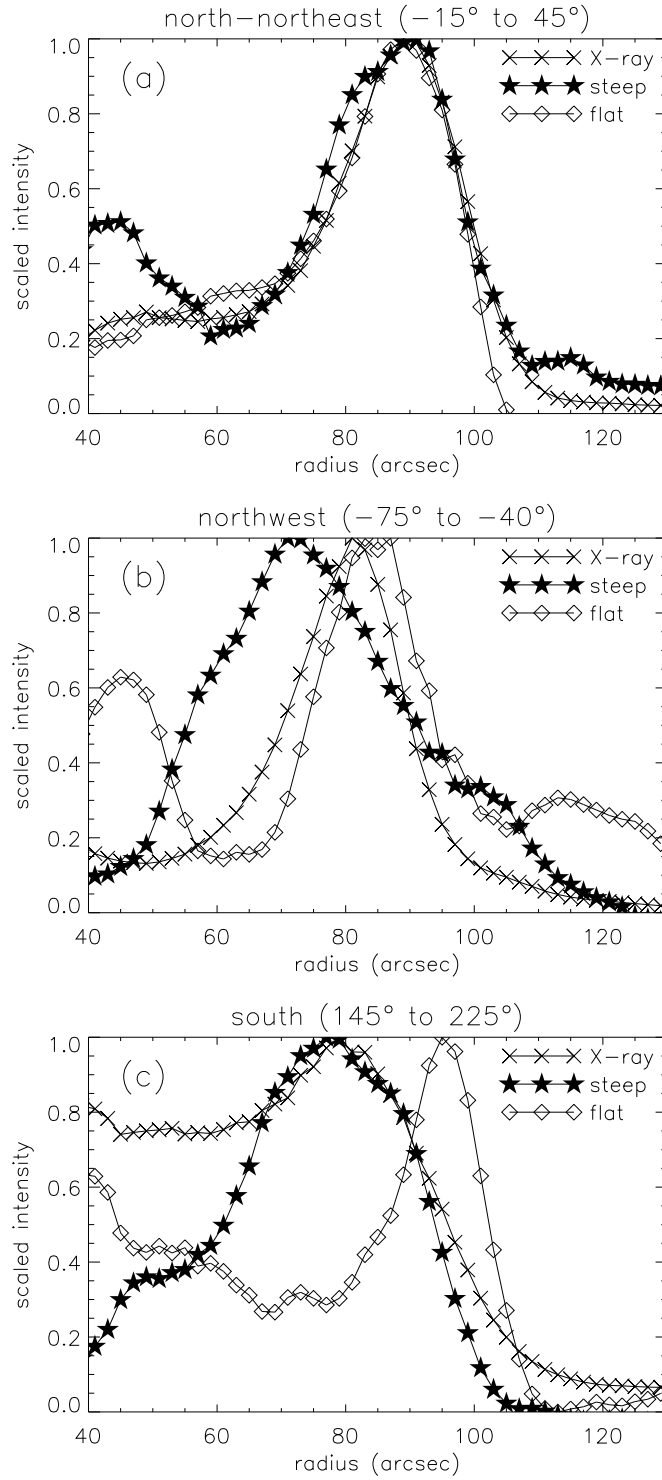 north−northeast (−15° to 45°)
1.0
0.8
0.6
0.4
0.2
0.0
scaled intensity
(a)
X−ray
steep
flat
40 60 80 100 120
radius (arcsec)
northwest (−75° to −40°)
1.0
0.8
0.6
0.4
0.2
0.0
scaled intensity
(b)
X−ray
steep
flat
40 60 80 100 120
radius (arcsec)
south (145° to 225°)
1.0
0.8
0.6
0.4
0.2
0.0
scaled intensity
(c)
X−ray
steep
flat
40 60 80 100 120
radius (arcsec)